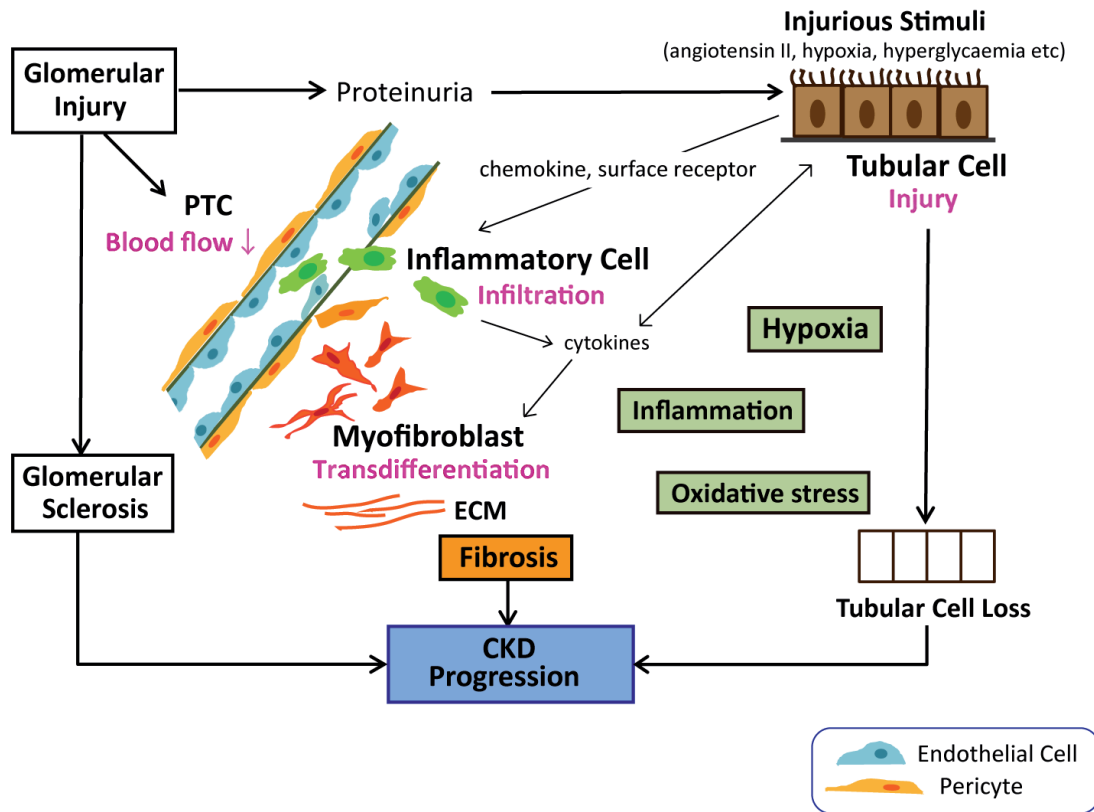 Injurious Stimuli
(angiotensin II, hypoxia, hyperglycaemia etc)
Glomerular
Injury
Proteinuria
chemokine, surface receptor
Tubular Cell
Injury
PTC
Blood flow ↓
Inflammatory Cell
Infiltration
cytokines
Hypoxia
Inflammation
Myofibroblast
Transdifferentiation
Oxidative stress
Glomerular
Sclerosis
ECM
Fibrosis
Tubular Cell Loss
CKD
Progression
Endothelial Cell
Pericyte